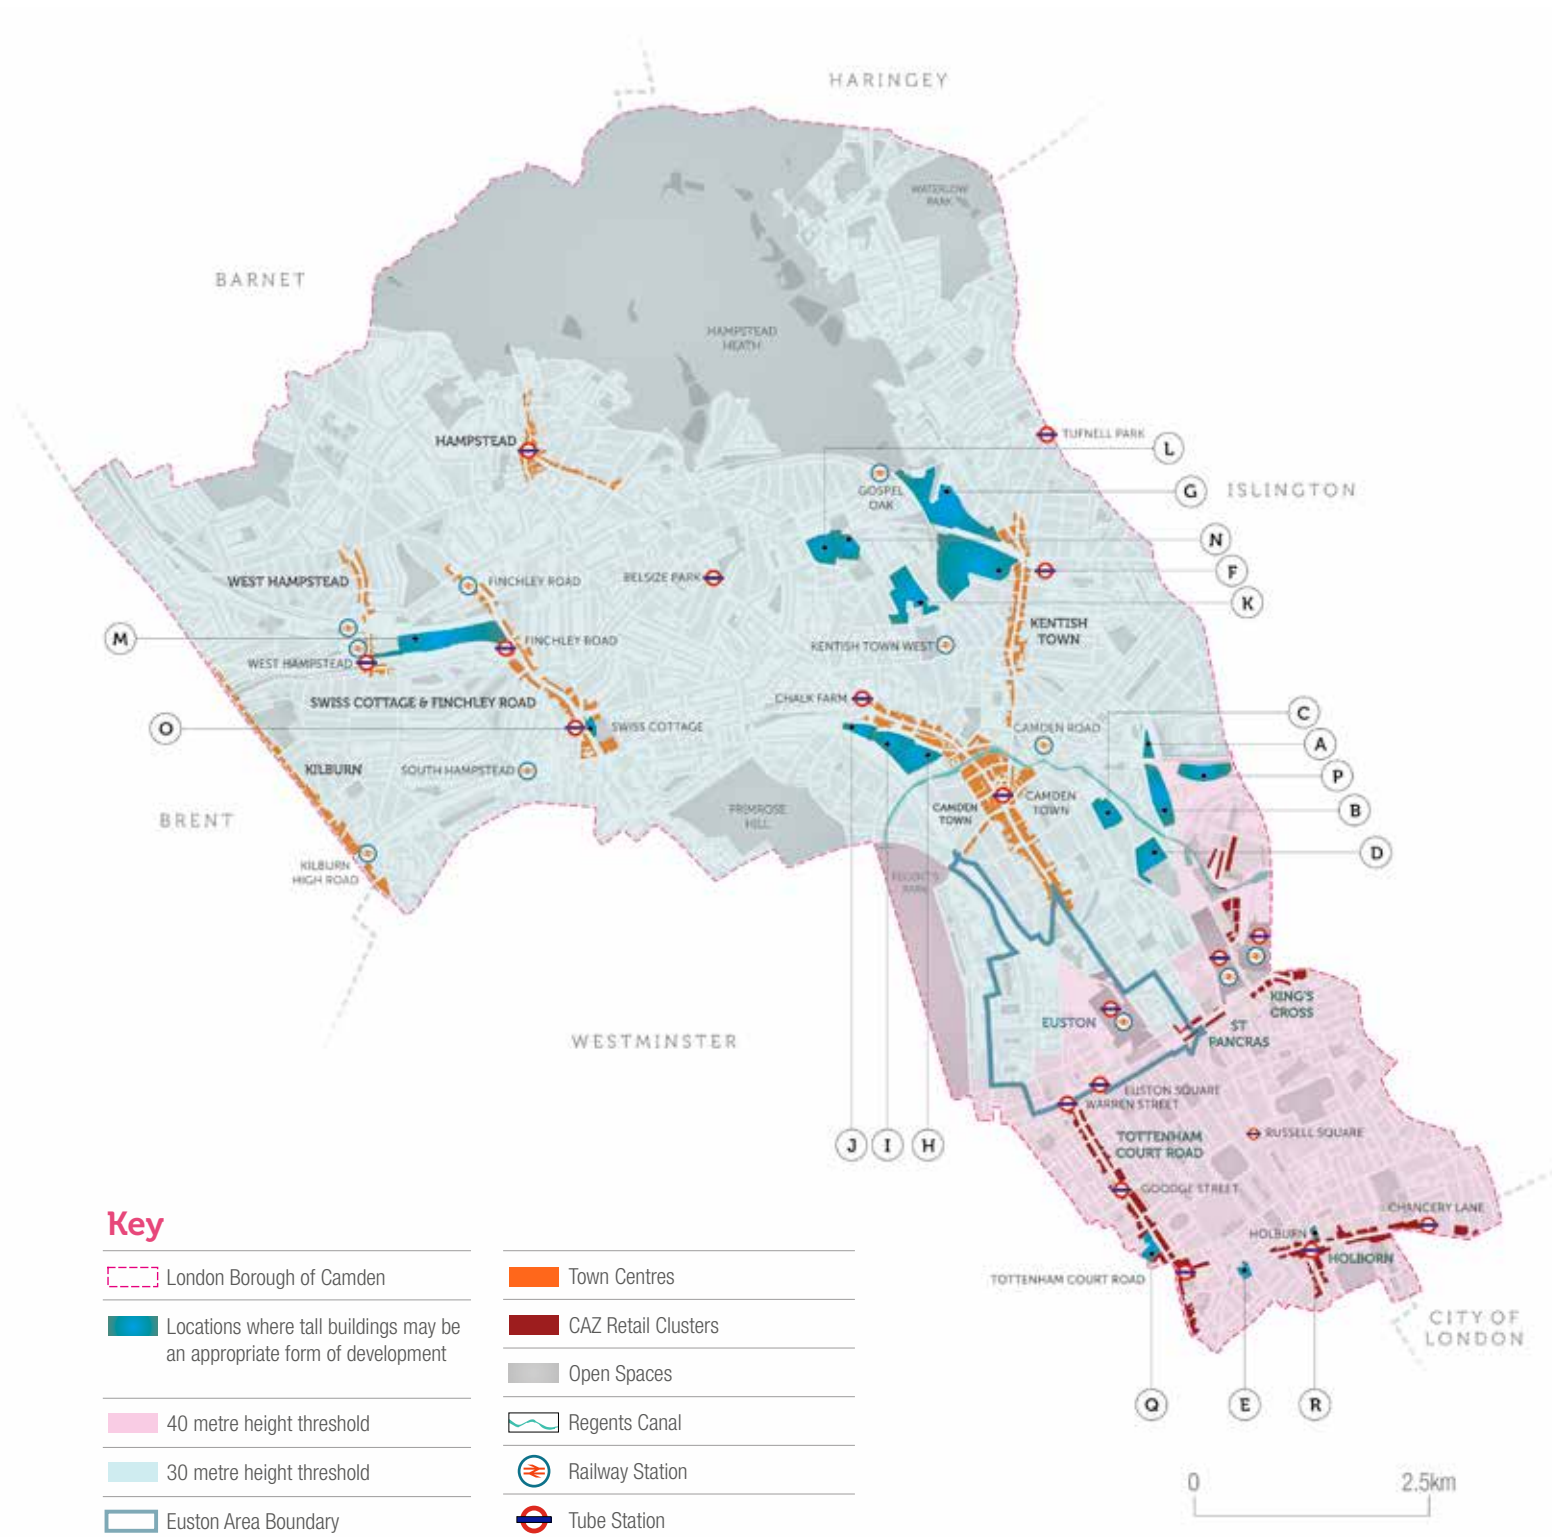 HARINGEY
WATERLOW
PARK
BARNET
HAMPSTEAD
HEATH
HAMPSTEAD
TUFNELL PARK
L
GOSPEL
OAK
G
ISLINGTON
N
WEST HAMPSTEAD
FINCHLEY ROAD
BELSIZE PARK
F
K
M
FINCHLEY ROAD
KENTISH
TOWN
KENTISH TOWN WEST
WEST HAMPSTEAD
SWISS COTTAGE & FINCHLEY ROAD
CHALK FARM
C
O
SWISS COTTAGE
CAMDEN ROAD
A
KILBURN
SOUTH HAMPSTEAD
P
BRENT
PRIMROSE
HILL
CAMDEN
TOWN
CAMDEN
TOWN
B
D
KILBURN
HIGH ROAD
REGENT'S
PARK
KING'S
CROSS
EUSTON
ST
PANCRAS
WESTMINSTER
EUSTON SQUARE
WARREN STREET
J
I
H
TOTTENHAM
COURT ROAD
RUSSELL SQUARE
GOODGE STREET
CHANCERY LANE
HOLBURN
HOLBORN
TOTTENHAM COURT ROAD
CITY OF
LONDON
Q
E
R
Key
London Borough of Camden
Locations where tall buildings may be
an appropriate form of development
40 metre height threshold
30 metre height threshold
Euston Area Boundary
Town Centres
CAZ Retail Clusters
Open Spaces
Regents Canal
Railway Station
Tube Station
0
2.5km